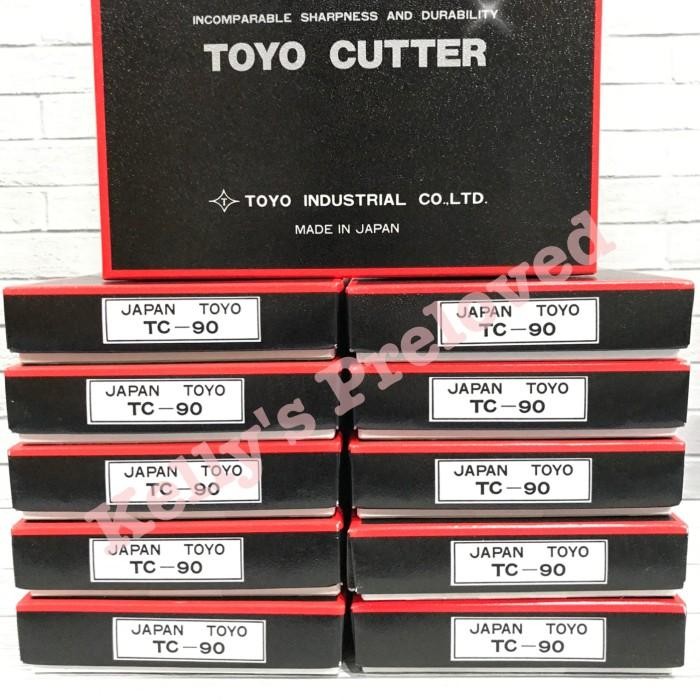 INCOMPARABLE SHARPNESS AND DURABILITY
TOYO CUTTER
T TOYO INDUSTRIAL CO.,LTD.
MADE IN JAPAN
JAPAN TOYO
TC-90
JAPAN TOYO
TC-90
JAPAN TOYO
TC-90
JAPAN TOYO
TC-90
JAPAN TOYO
TC-90
JAPAN TOYO
TC-90
JAPAN TOYO
TC-90
JAPAN TOYO
TC-90
JAPAN TOYO
TC-90
JAPAN TOYO
TC-90
Kelly's Preloved